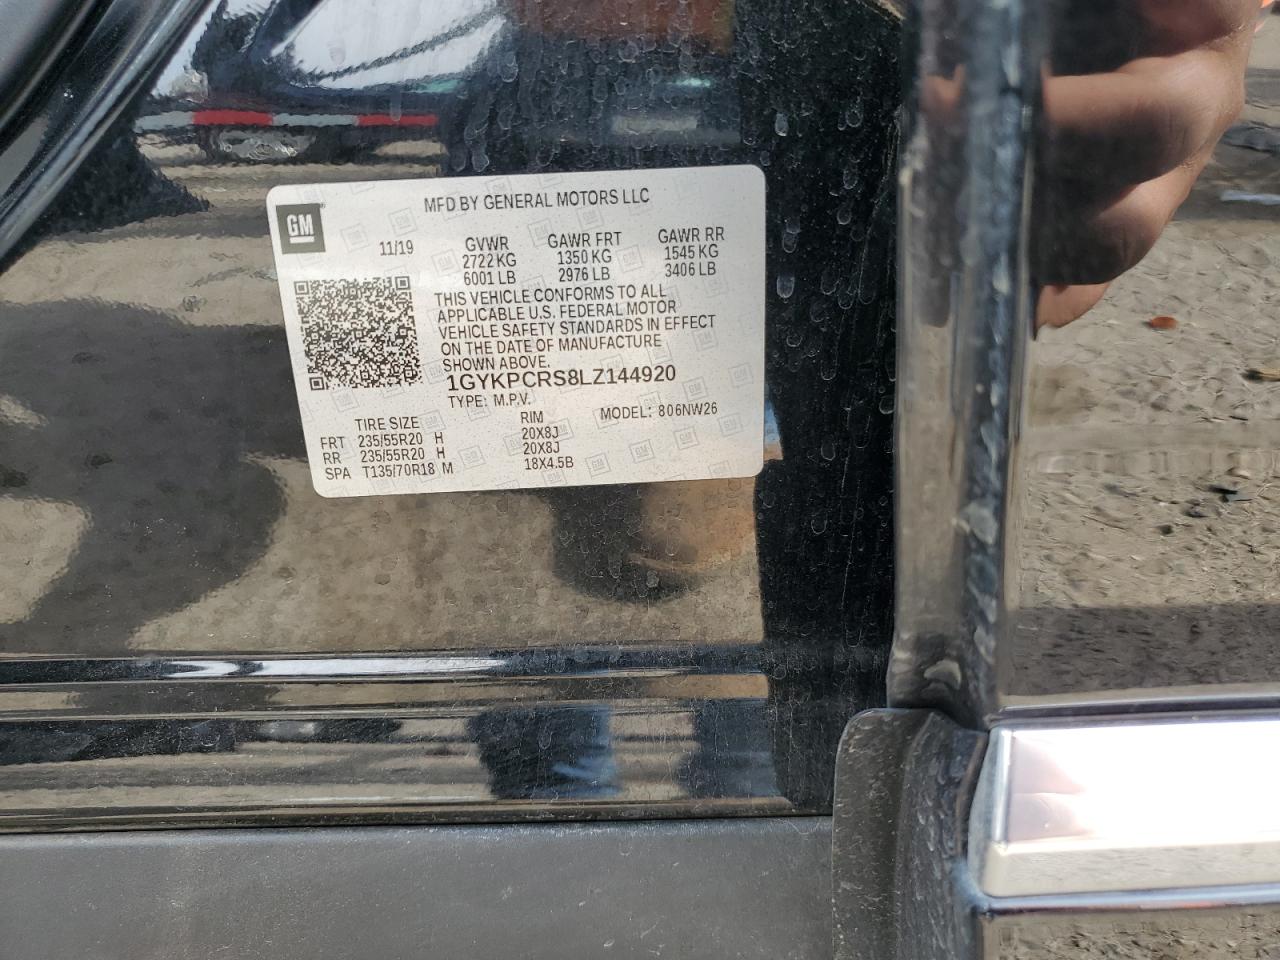 GM
MFD BY GENERAL MOTORS LLC
11/19 GVWR GAWR FRT GAWR RR
2722 KG 1350 KG 1545 KG
6001 LB 2976 LB 3406 LB
THIS VEHICLE CONFORMS TO ALL
APPLICABLE U.S. FEDERAL MOTOR
VEHICLE SAFETY STANDARDS IN EFFECT
ON THE DATE OF MANUFACTURE
SHOWN ABOVE.
1GYKPCRS8LZ144920
TYPE: M.P.V.
MODEL: 806NW26
TIRE SIZE RIM
FRT 235/55R20 H 20X8J
RR 235/55R20 H 20X8J
SPA T135/70R18 M 18X4.5B